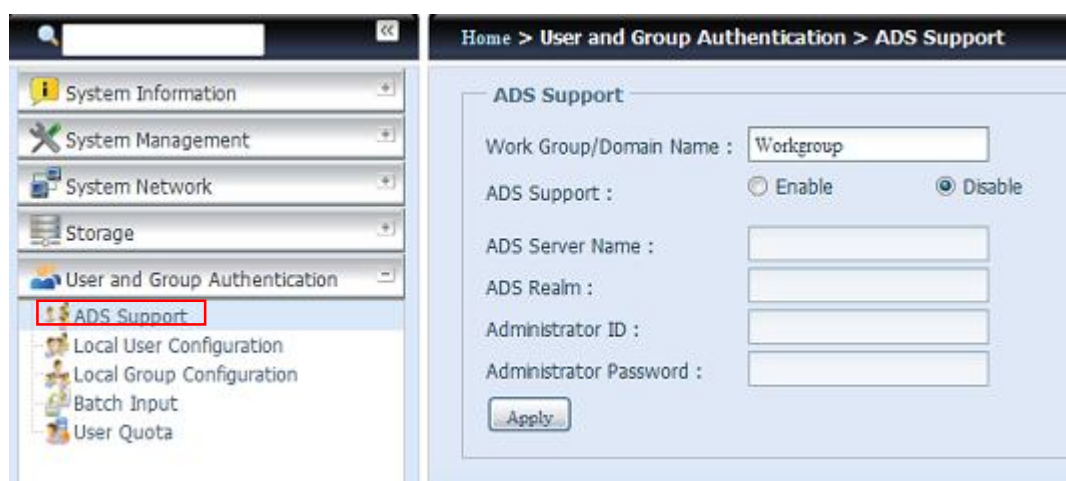 Home > User and Group Authentication > ADS Support
System Information
System Management
System Network
Storage
User and Group Authentication
ADS Support
Local User Configuration
Local Group Configuration
Batch Input
User Quota
ADS Support
Work Group/Domain Name : Workgroup
ADS Support : Enable Disable
ADS Server Name :
ADS Realm :
Administrator ID :
Administrator Password :
Apply